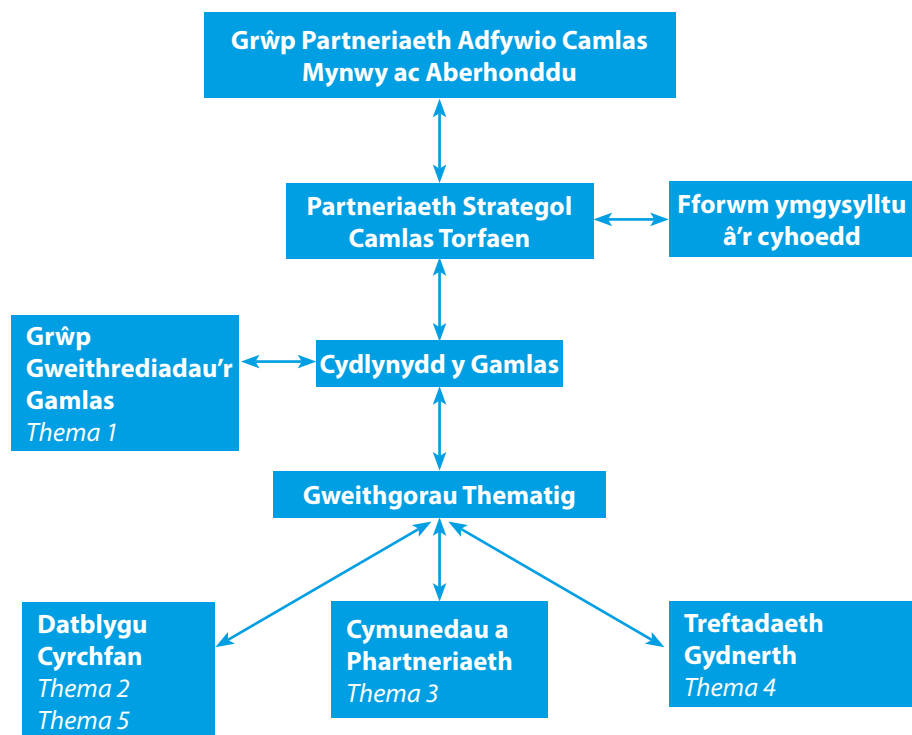 Grŵp Partneriaeth Adfywio Camlas
Mynwy ac Aberhonddu
Partneriaeth Strategol
Camlas Torfaen
Fforwm ymgysylltu
â'r cyhoedd
Grŵp
Gweithrediadau'r
Gamlas
Thema 1
Cydlynydd y Gamlas
Gweithgorau Thematig
Datblygu
Cyrchfan
Thema 2
Thema 5
Cymunedau a
Phartneriaeth
Thema 3
Treftadaeth
Gydnerth
Thema 4